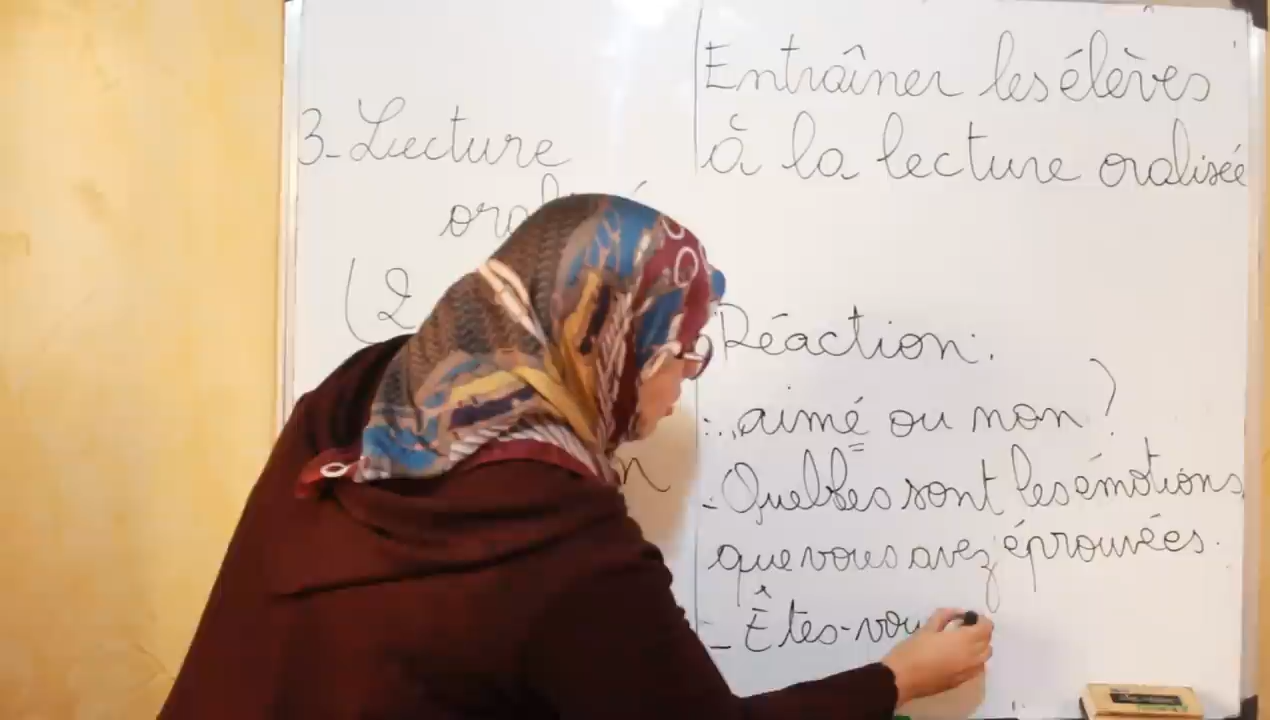 3-Lecture
(2
Entraîner les élèves
à la lecture oralisée
Réaction:
aimé ou non?
- Quelles sont les émotions
que vous avez éprouvées.
- Êtes-vou